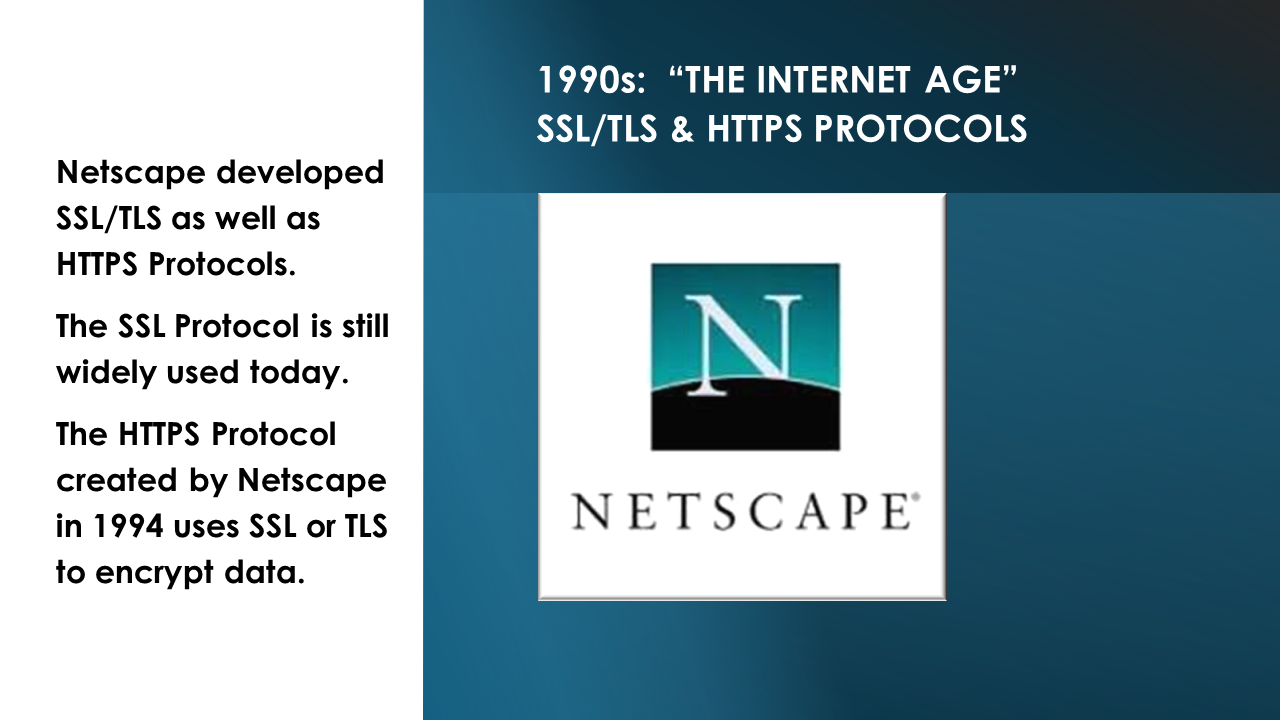 1990s: “THE INTERNET AGE”
SSL/TLS & HTTPS PROTOCOLS
Netscape developed
SSL/TLS as well as
HTTPS Protocols.
The SSL Protocol is still
widely used today.
The HTTPS Protocol
created by Netscape
in 1994 uses SSL or TLS
to encrypt data.
N
NETSCAPE®